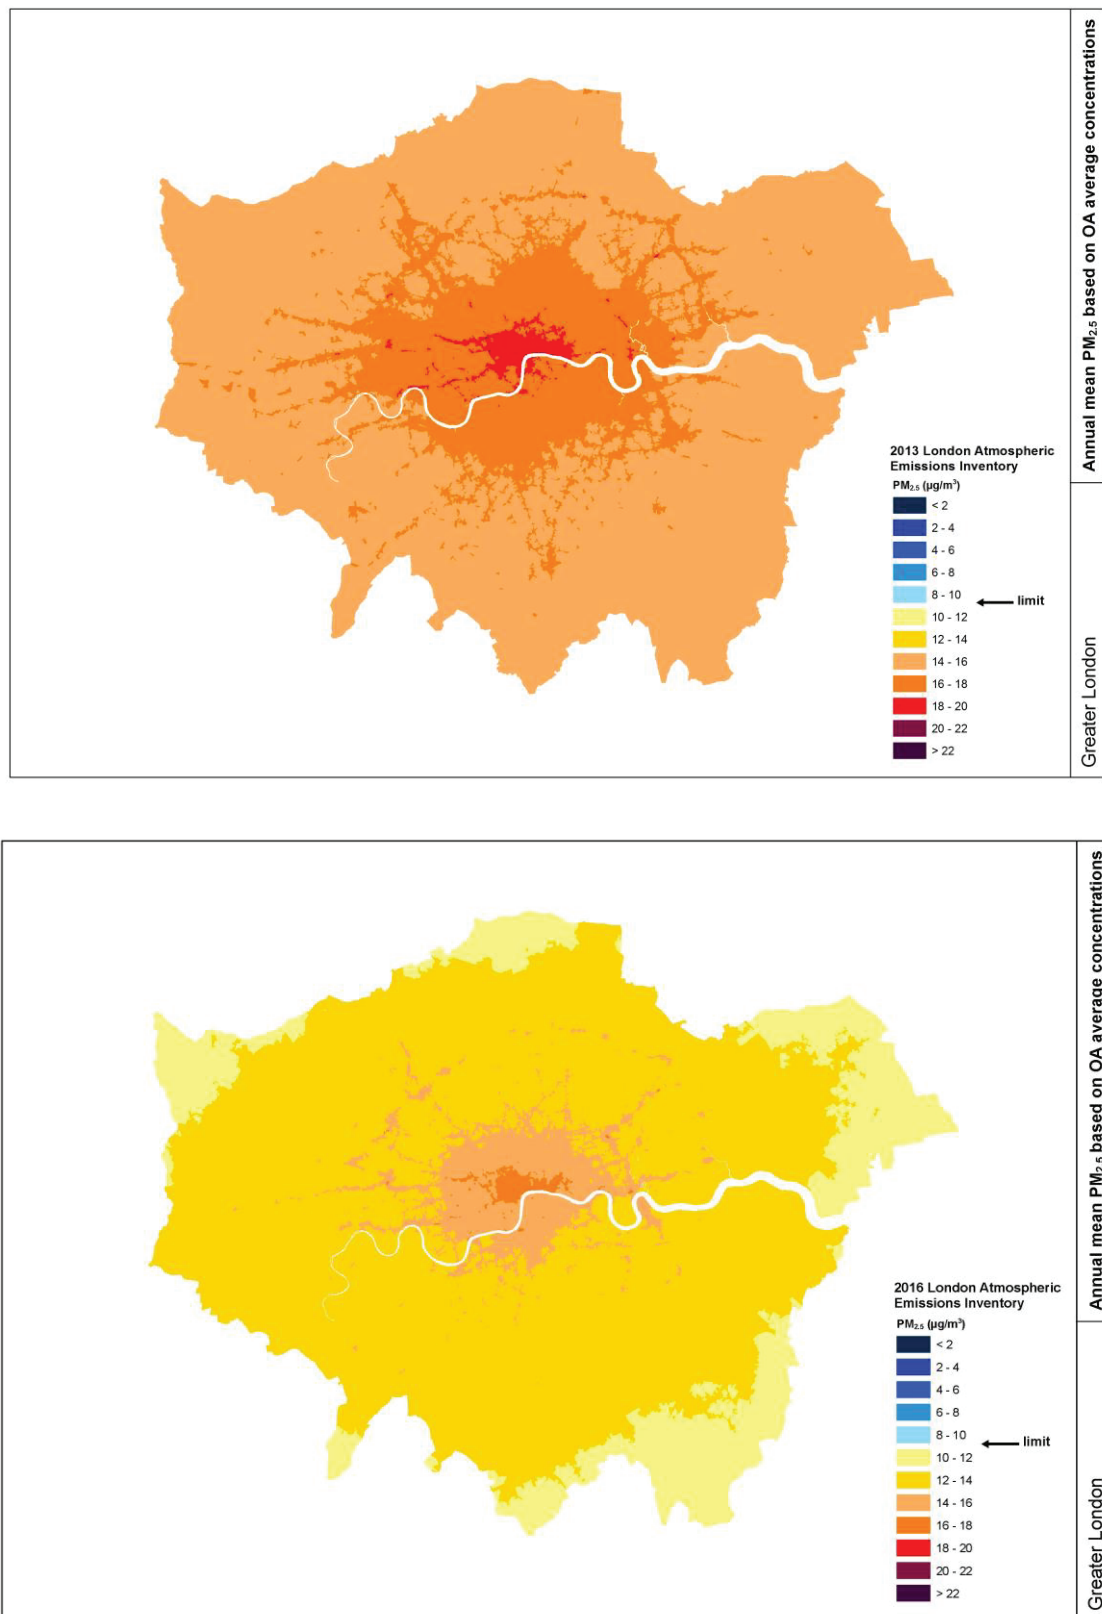 Annual mean PM2.5 based on OA average concentrations
Greater London
2013 London Atmospheric
Emissions Inventory
PM2.5 (µg/m³)
< 2
2 - 4
4 - 6
6 - 8
8 - 10
limit
10 - 12
12 - 14
14 - 16
16 - 18
18 - 20
20 - 22
> 22
Annual mean PM2.5 based on OA average concentrations
Greater London
2016 London Atmospheric
Emissions Inventory
PM2.5 (µg/m³)
< 2
2 - 4
4 - 6
6 - 8
8 - 10
limit
10 - 12
12 - 14
14 - 16
16 - 18
18 - 20
20 - 22
> 22